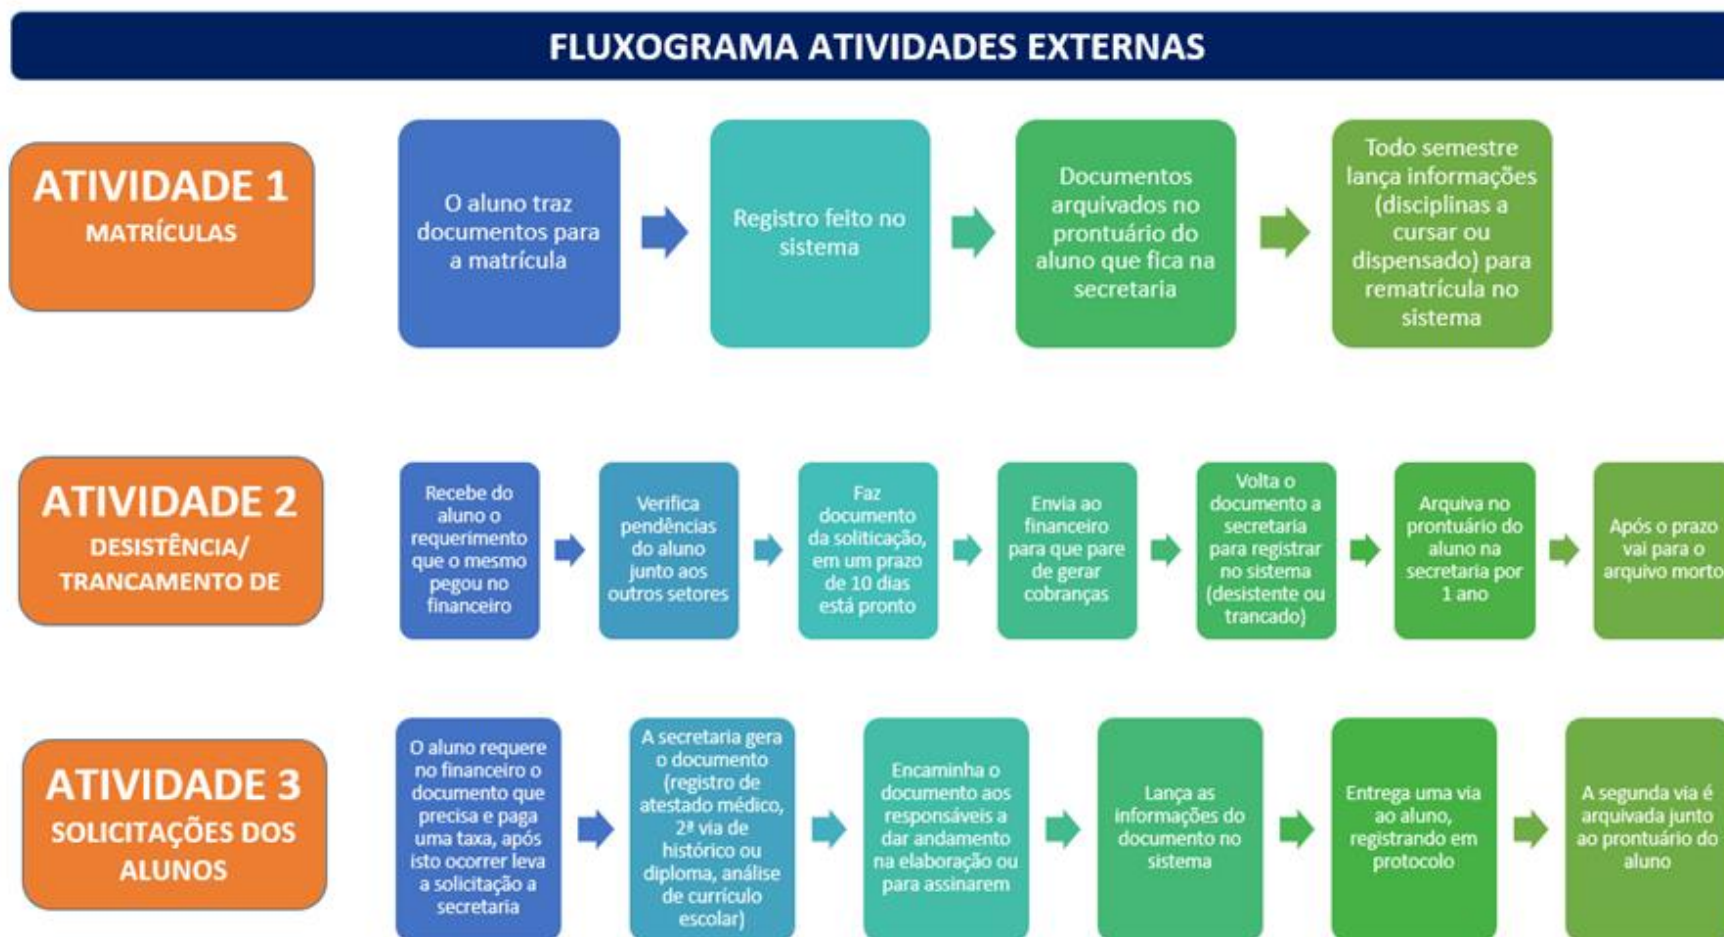 FLUXOGRAMA ATIVIDADES EXTERNAS
ATIVIDADE 1
MATRÍCULAS
O aluno traz
documentos para
a matrícula
Registro feito no
sistema
Documentos
arquivados no
prontuário do
aluno que fica na
secretaria
Todo semestre
lança informações
(disciplinas a
cursar ou
dispensado) para
rematrícula no
sistema
ATIVIDADE 2
DESISTÊNCIA/
TRANCAMENTO DE
Recebe do
aluno o
requerimento
que o mesmo
pegou no
financeiro
Verifica
pendências
do aluno
junto aos
outros setores
Faz
documento
da soliticação,
em um prazo
de 10 dias
está pronto
Envia ao
financeiro
para que pare
de gerar
cobranças
Volta o
documento a
secretaria
para registrar
no sistema
(desistente ou
trancado)
Arquiva no
prontuário do
aluno na
secretaria por
1 ano
Após o prazo
vai para o
arquivo morto
ATIVIDADE 3
SOLICITAÇÕES DOS
ALUNOS
O aluno requere
no financeiro o
documento que
precisa e paga
uma taxa, após
isto ocorrer leva
a solicitação a
secretaria
A secretaria gera
o documento
(registro de
atestado médico,
2ª via de
histórico ou
diploma, análise
de currículo
escolar)
Encaminha o
documento aos
responsáveis a
dar andamento
na elaboração ou
para assinarem
Lança as
informações do
documento no
sistema
Entrega uma via
ao aluno,
registrando em
protocolo
A segunda via é
arquivada junto
ao prontuário do
aluno